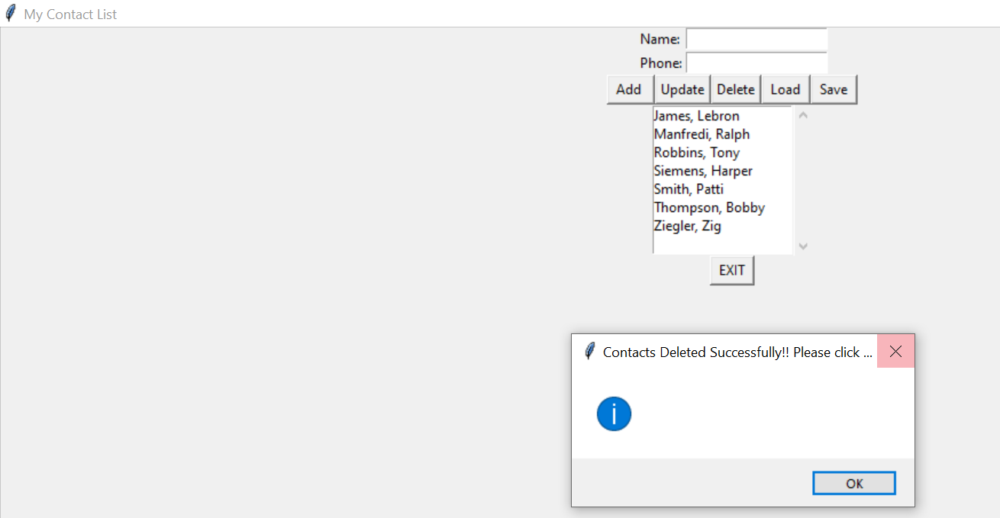 My Contact List
Name:
Phone:
Add Update Delete Load Save
James, Lebron
Manfredi, Ralph
Robbins, Tony
Siemens, Harper
Smith, Patti
Thompson, Bobby
Ziegler, Zig
EXIT
Contacts Deleted Successfully!! Please click ...
OK